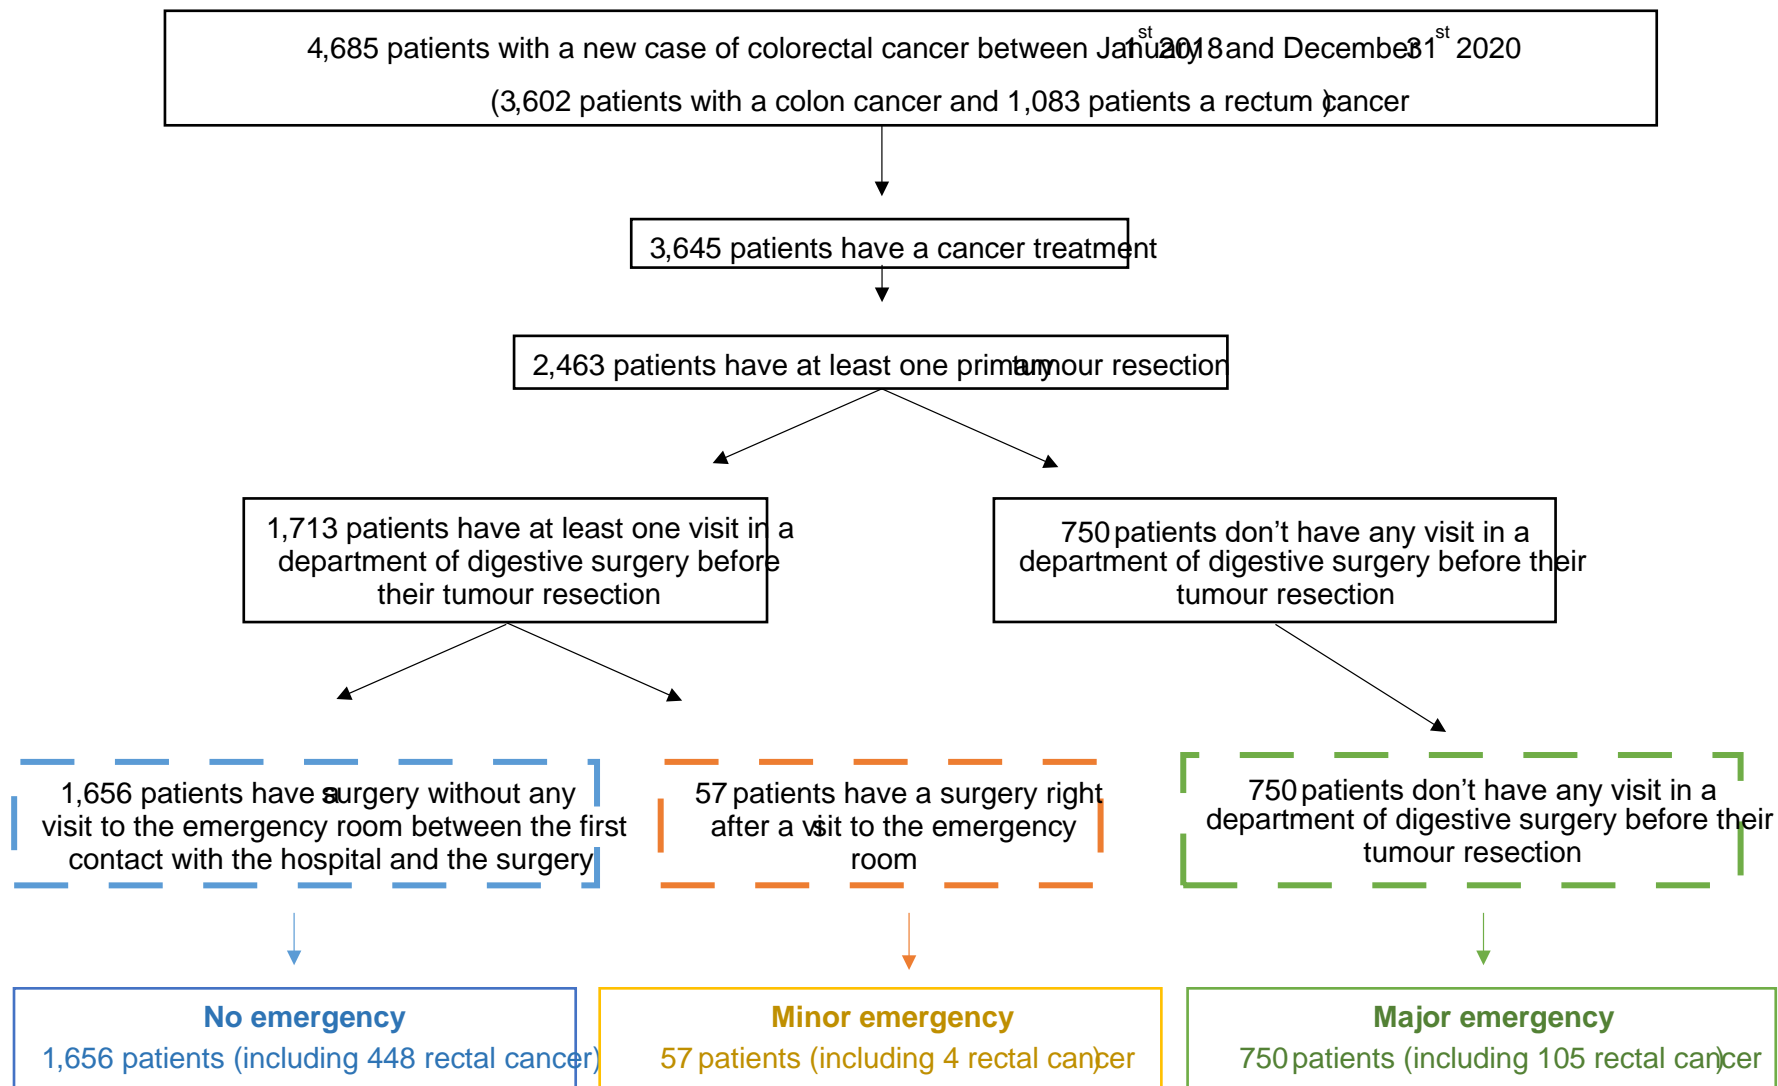 4,685 patients with a new case of colorectal cancer between January 1st 2018 and December 31st 2020
(3,602 patients with a colon cancer and 1,083 patients a rectum cancer)
3,645 patients have a cancer treatment
2,463 patients have at least one primary tumour resection
1,713 patients have at least one visit in a
department of digestive surgery before
their tumour resection
750 patients don't have any visit in a
department of digestive surgery before their
tumour resection
1,656 patients have a surgery without any
visit to the emergency room between the first
contact with the hospital and the surgery
57 patients have a surgery right
after a visit to the emergency
room
750 patients don't have any visit in a
department of digestive surgery before their
tumour resection
No emergency
1,656 patients (including 448 rectal cancer)
Minor emergency
57 patients (including 4 rectal cancer)
Major emergency
750 patients (including 105 rectal cancer)